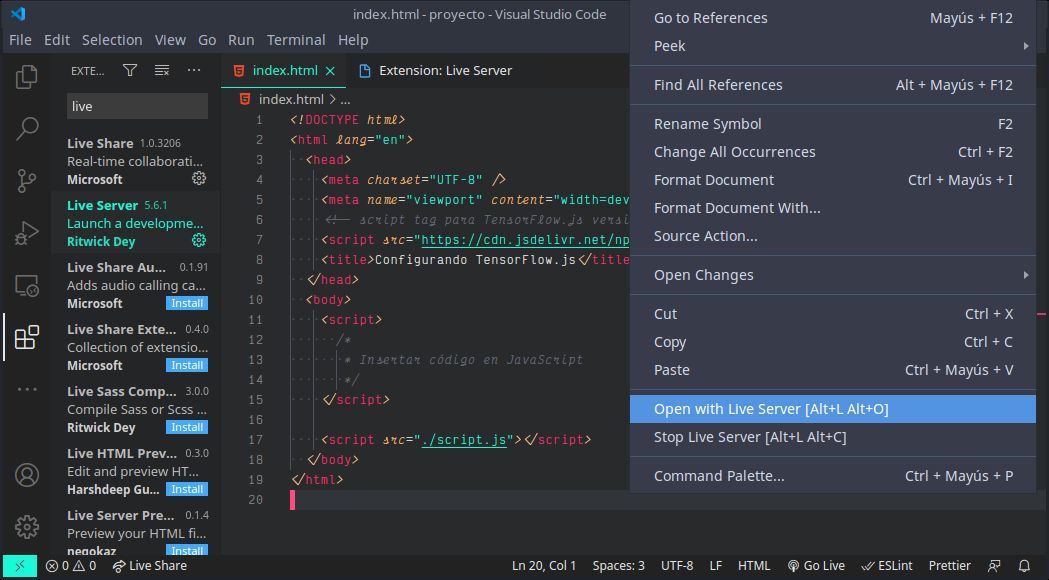 index.html - proyecto - Visual Studio Code
File Edit Selection View Go Run Terminal Help
EXTE... ...
live
Live Share 1.0.3206
Real-time collaborati...
Microsoft
Live Server 5.6.1
Launch a developme...
Ritwick Dey
Live Share Au... 0.1.91
Adds audio calling ca...
Microsoft Install
Live Share Exte... 0.4.0
Collection of extensio...
Microsoft Install
Live Sass Comp... 3.0.0
Compile Sass or Scss ...
Ritwick Dey Install
Live HTML Prev... 0.3.0
Edit and preview HT...
Harshdeep Gu... Install
Live Server Pre... 0.1.4
Preview your HTML fi...
negokaz Install
index.html Extension: Live Server
index.html > ...
1 <!DOCTYPE html>
2 <html lang="en">
3 <head>
4 <meta charset="UTF-8" />
5 <meta name="viewport" content="width=dev
6 <!-- script tag para TensorFlow.js versi
7 <script src="https://cdn.jsdelivr.net/np
8 <title>Configurando TensorFlow.js</title
9 </head>
10 <body>
11 <script>
12 /*
13 * Insertar código en JavaScript
14 */
15 </script>
16
17 <script src="./script.js"></script>
18 </body>
19 </html>
20
Go to References Mayús + F12
Peek
Find All References Alt + Mayús + F12
Rename Symbol F2
Change All Occurrences Ctrl + F2
Format Document Ctrl + Mayús + I
Format Document With...
Source Action...
Open Changes
Cut Ctrl + X
Copy Ctrl + C
Paste Ctrl + Mayús + V
Open with Live Server [Alt+L Alt+O]
Stop Live Server [Alt+L Alt+C]
Command Palette... Ctrl + Mayús + P
0 0 Live Share Ln 20, Col 1 Spaces: 3 UTF-8 LF HTML Go Live ESLint Prettier